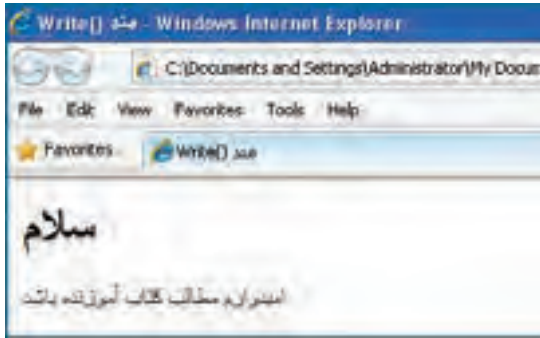 Write() متد - Windows Internet Explorer
C:\Documents and Settings\Administrator\My Docum
File Edit View Favorites Tools Help
Favorites Write() متد
سلام
امیدوارم مطالب کتاب آموزنده باشد